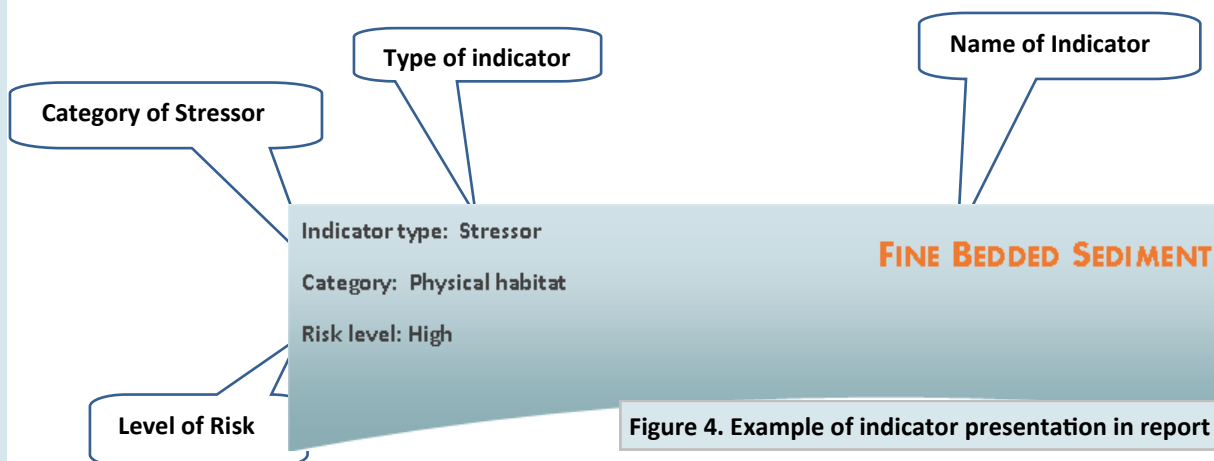 Type of indicator
Name of Indicator
Category of Stressor
Indicator type: Stressor
FINE BEDDED SEDIMENT
Category: Physical habitat
Risk level: High
Level of Risk
Figure 4. Example of indicator presentation in report